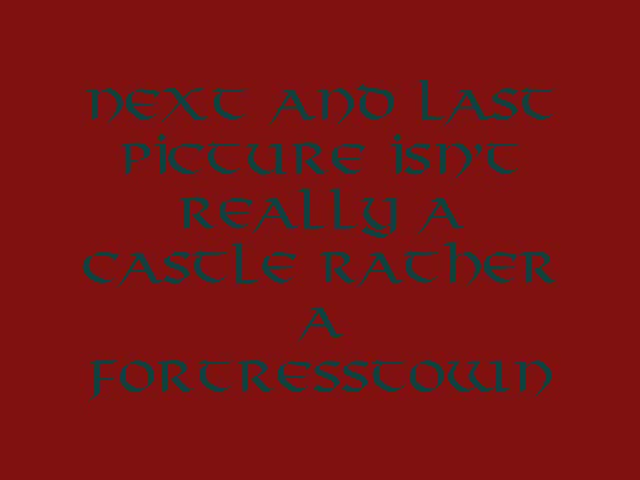 next and last
picture isn't
really a
castle rather
a
fortresstown